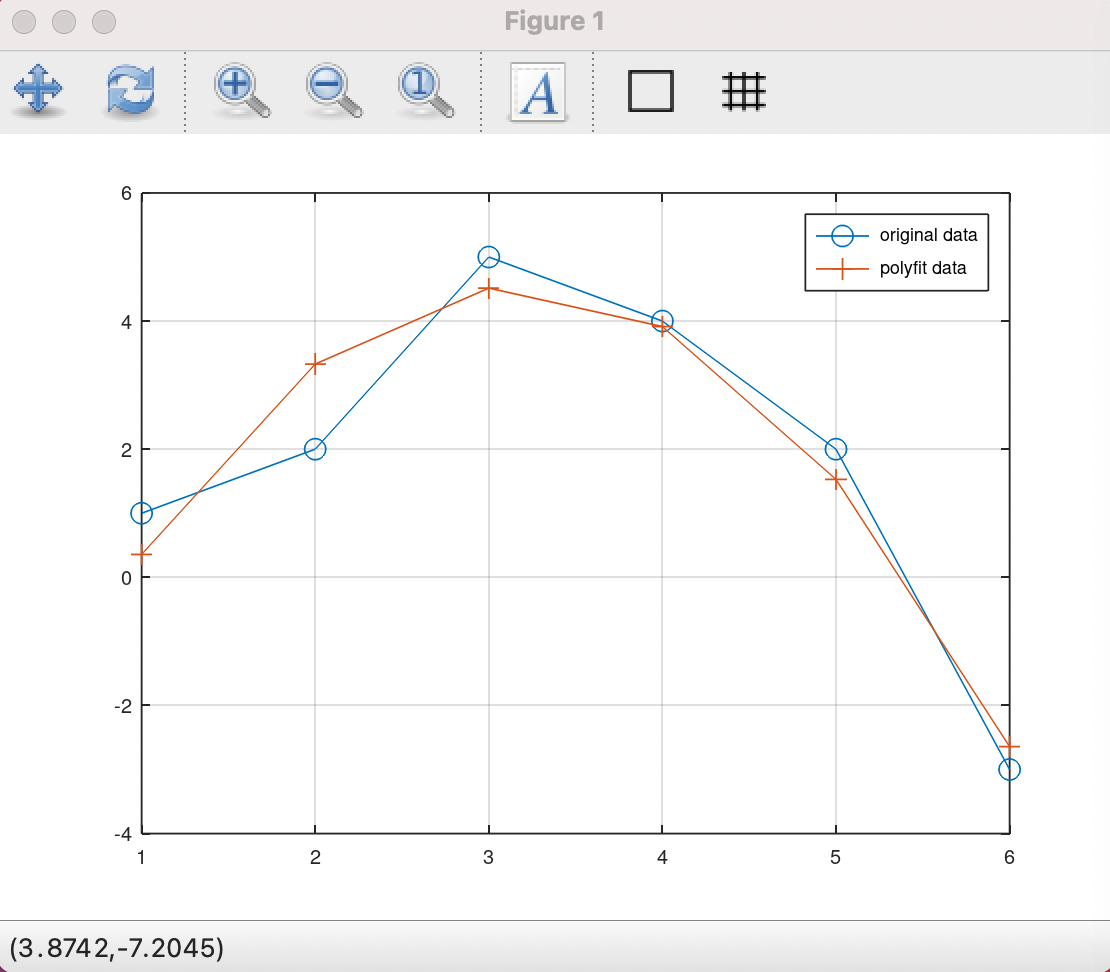 Figure 1
1
A
6
4
2
0
-2
-4
original data
polyfit data
1 2 3 4 5 6
(3.8742,-7.2045)